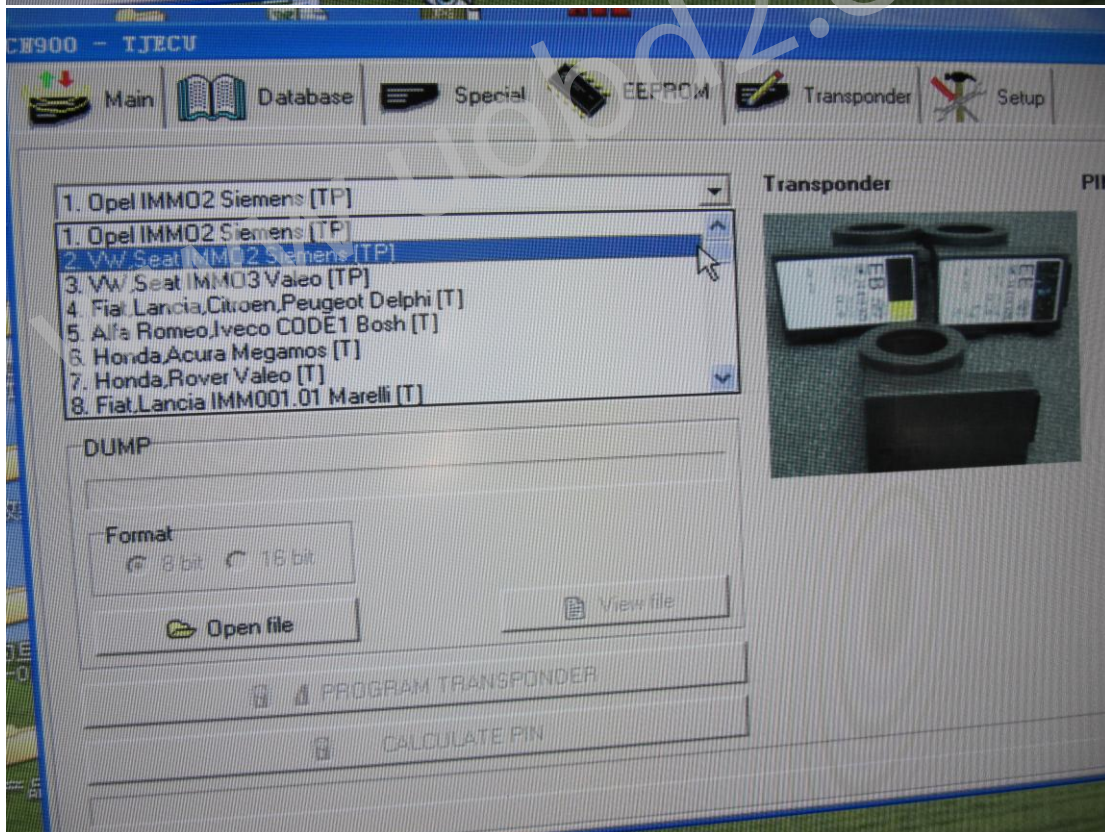 CH900 - TJECU
Main Database Special EEPROM Transponder Setup
1. Opel IMMO2 Siemens [TP]
1. Opel IMMO2 Siemens [TP]
2. VW,Seat IMMO2 Siemens [TP]
3. VW,Seat IMMO3 Valeo [TP]
4. Fiat,Lancia,Citroen,Peugeot Delphi [T]
5. Alfa Romeo,Iveco CODE1 Bosh [T]
6. Honda,Acura Megamos [T]
7. Honda,Rover Valeo [T]
8. Fiat,Lancia IMM001.01 Marelli [T]
Transponder
DUMP
Format
8 bit 16 bit
Open file
View file
PROGRAM TRANSPONDER
CALCULATE PIN
www.uobd2.